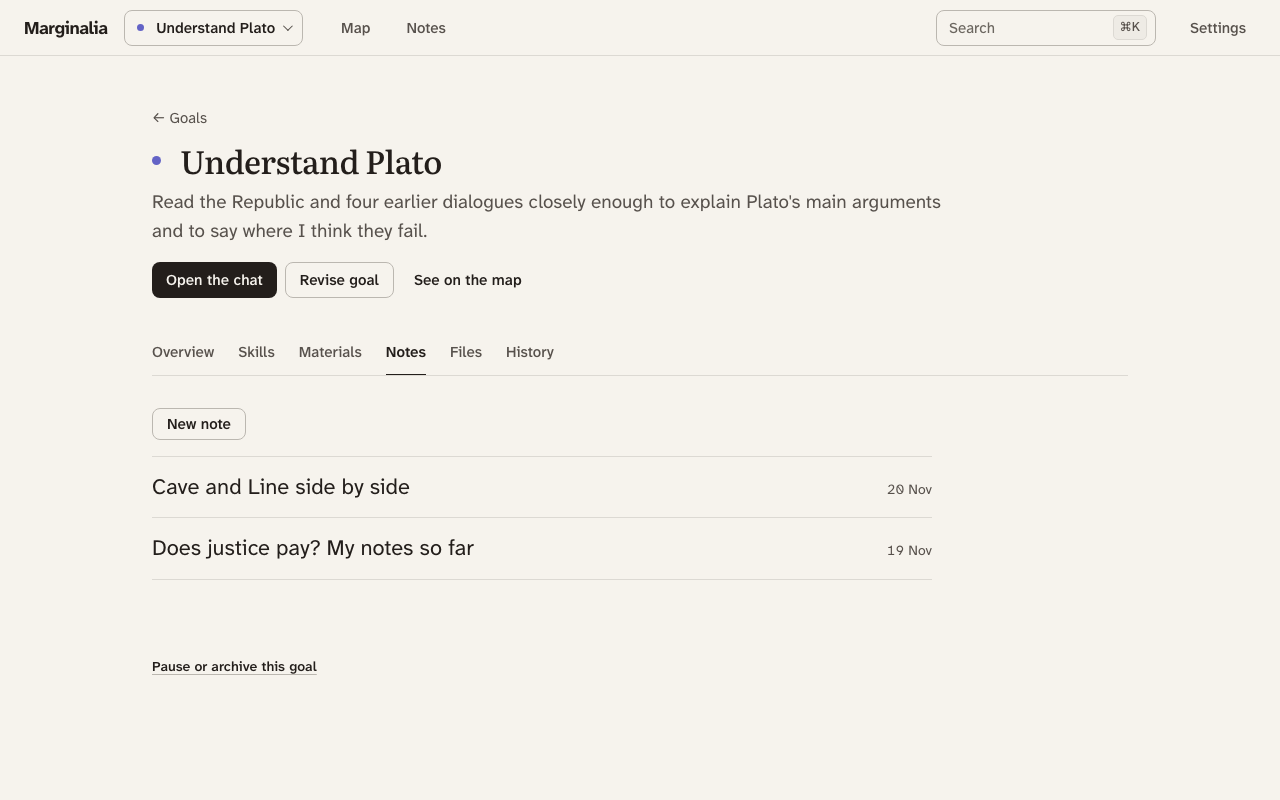 Marginalia
Understand Plato
Map
Notes
Search
⌘K
Settings
← Goals
Understand Plato
Read the Republic and four earlier dialogues closely enough to explain Plato's main arguments
and to say where I think they fail.
Open the chat
Revise goal
See on the map
Overview
Skills
Materials
Notes
Files
History
New note
Cave and Line side by side
20 Nov
Does justice pay? My notes so far
19 Nov
Pause or archive this goal